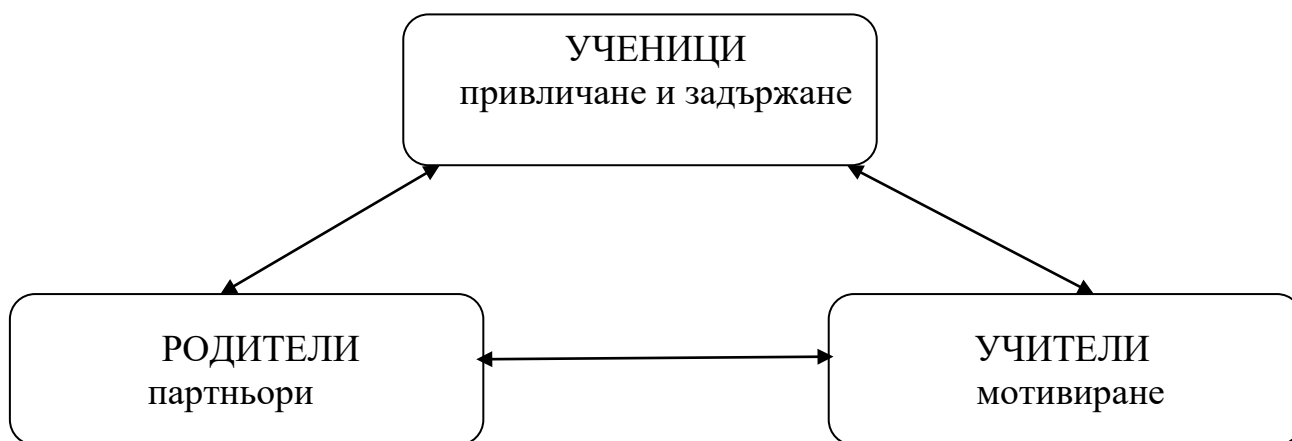 УЧЕНИЦИ
привличане и задържане
РОДИТЕЛИ
партньори
УЧИТЕЛИ
мотивиране